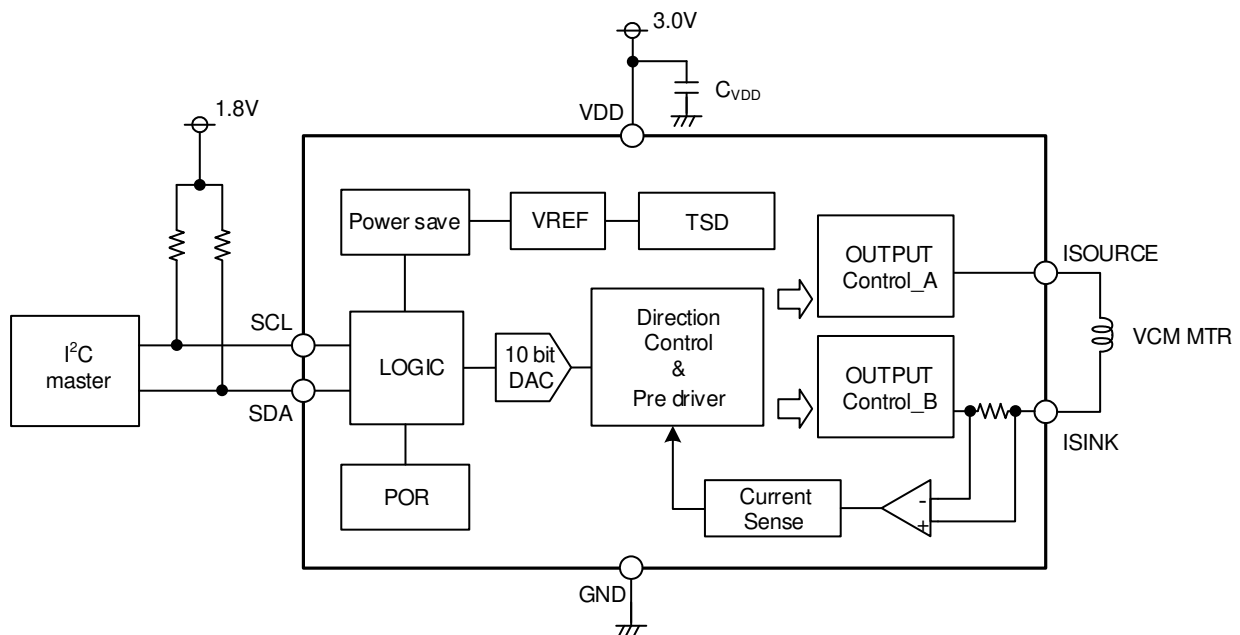 3.0V
C_VDD
VDD
1.8V
Power save
VREF
TSD
OUTPUT
Control_A
ISOURCE
I²C
master
SCL
SDA
LOGIC
10 bit
DAC
Direction
Control
&
Pre driver
OUTPUT
Control_B
VCM MTR
ISINK
POR
Current
Sense
-
+
GND